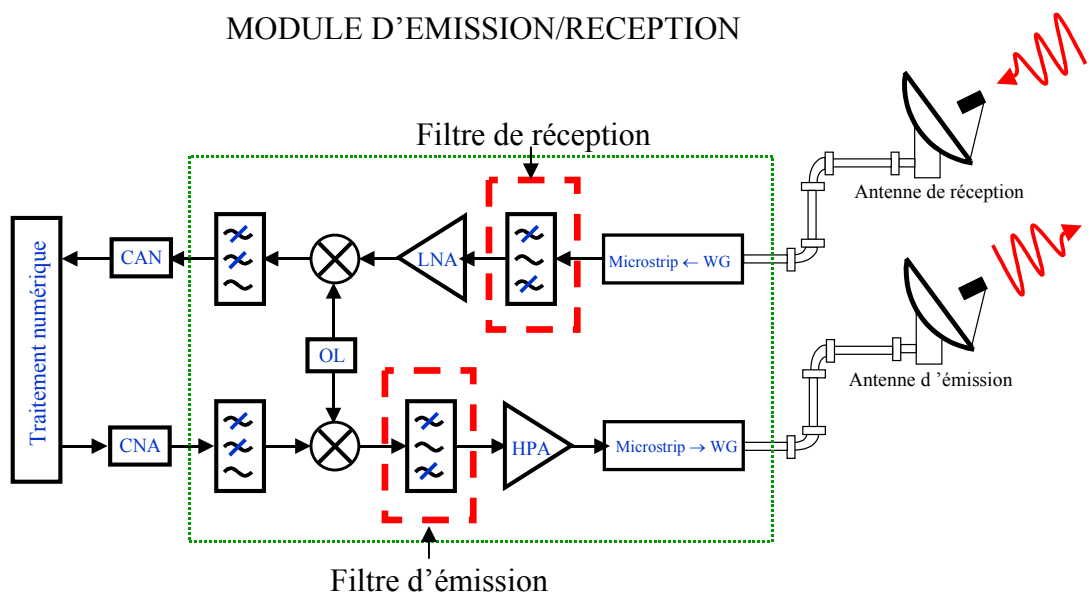 MODULE D'EMISSION/RECEPTION
Filtre de réception
Antenne de réception
Traitement numérique
CAN
LNA
Microstrip ← WG
OL
Antenne d 'émission
CNA
HPA
Microstrip → WG
Filtre d'émission